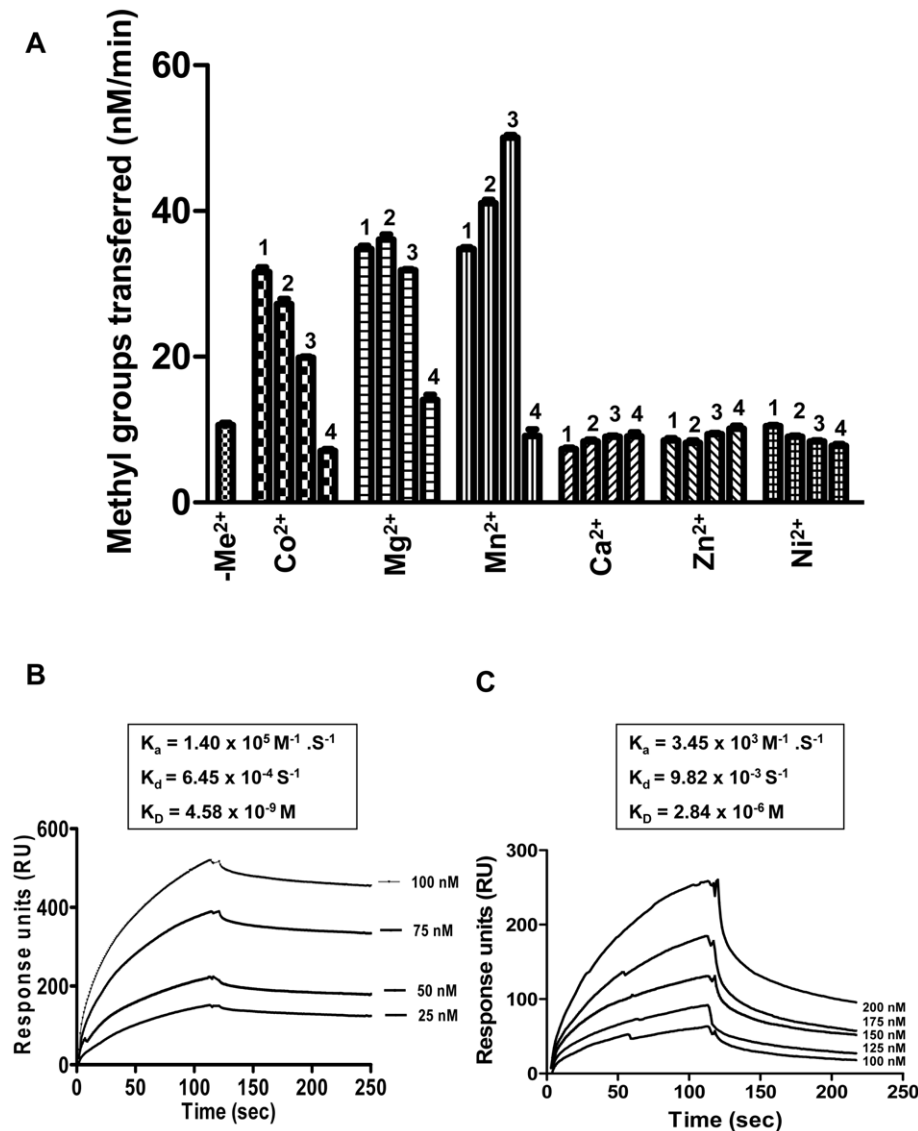 A
Methyl groups transferred (nM/min)
60
40
20
0
1 2 3 4
1 2 3 4
1 2 3 4
1 2 3 4
1 2 3 4
1 2 3 4
-Me²⁺ Co²⁺ Mg²⁺ Mn²⁺ Ca²⁺ Zn²⁺ Ni²⁺
B
Kₐ = 1.40 x 10⁵ M⁻¹ .S⁻¹
K_d = 6.45 x 10⁻⁴ S⁻¹
K_D = 4.58 x 10⁻⁹ M
Response units (RU)
600
400
200
0
100 nM
75 nM
50 nM
25 nM
0 50 100 150 200 250
Time (sec)
C
Kₐ = 3.45 x 10³ M⁻¹ .S⁻¹
K_d = 9.82 x 10⁻³ S⁻¹
K_D = 2.84 x 10⁻⁶ M
Response units (RU)
300
200
100
0
200 nM
175 nM
150 nM
125 nM
100 nM
0 50 100 150 200 250
Time (sec)